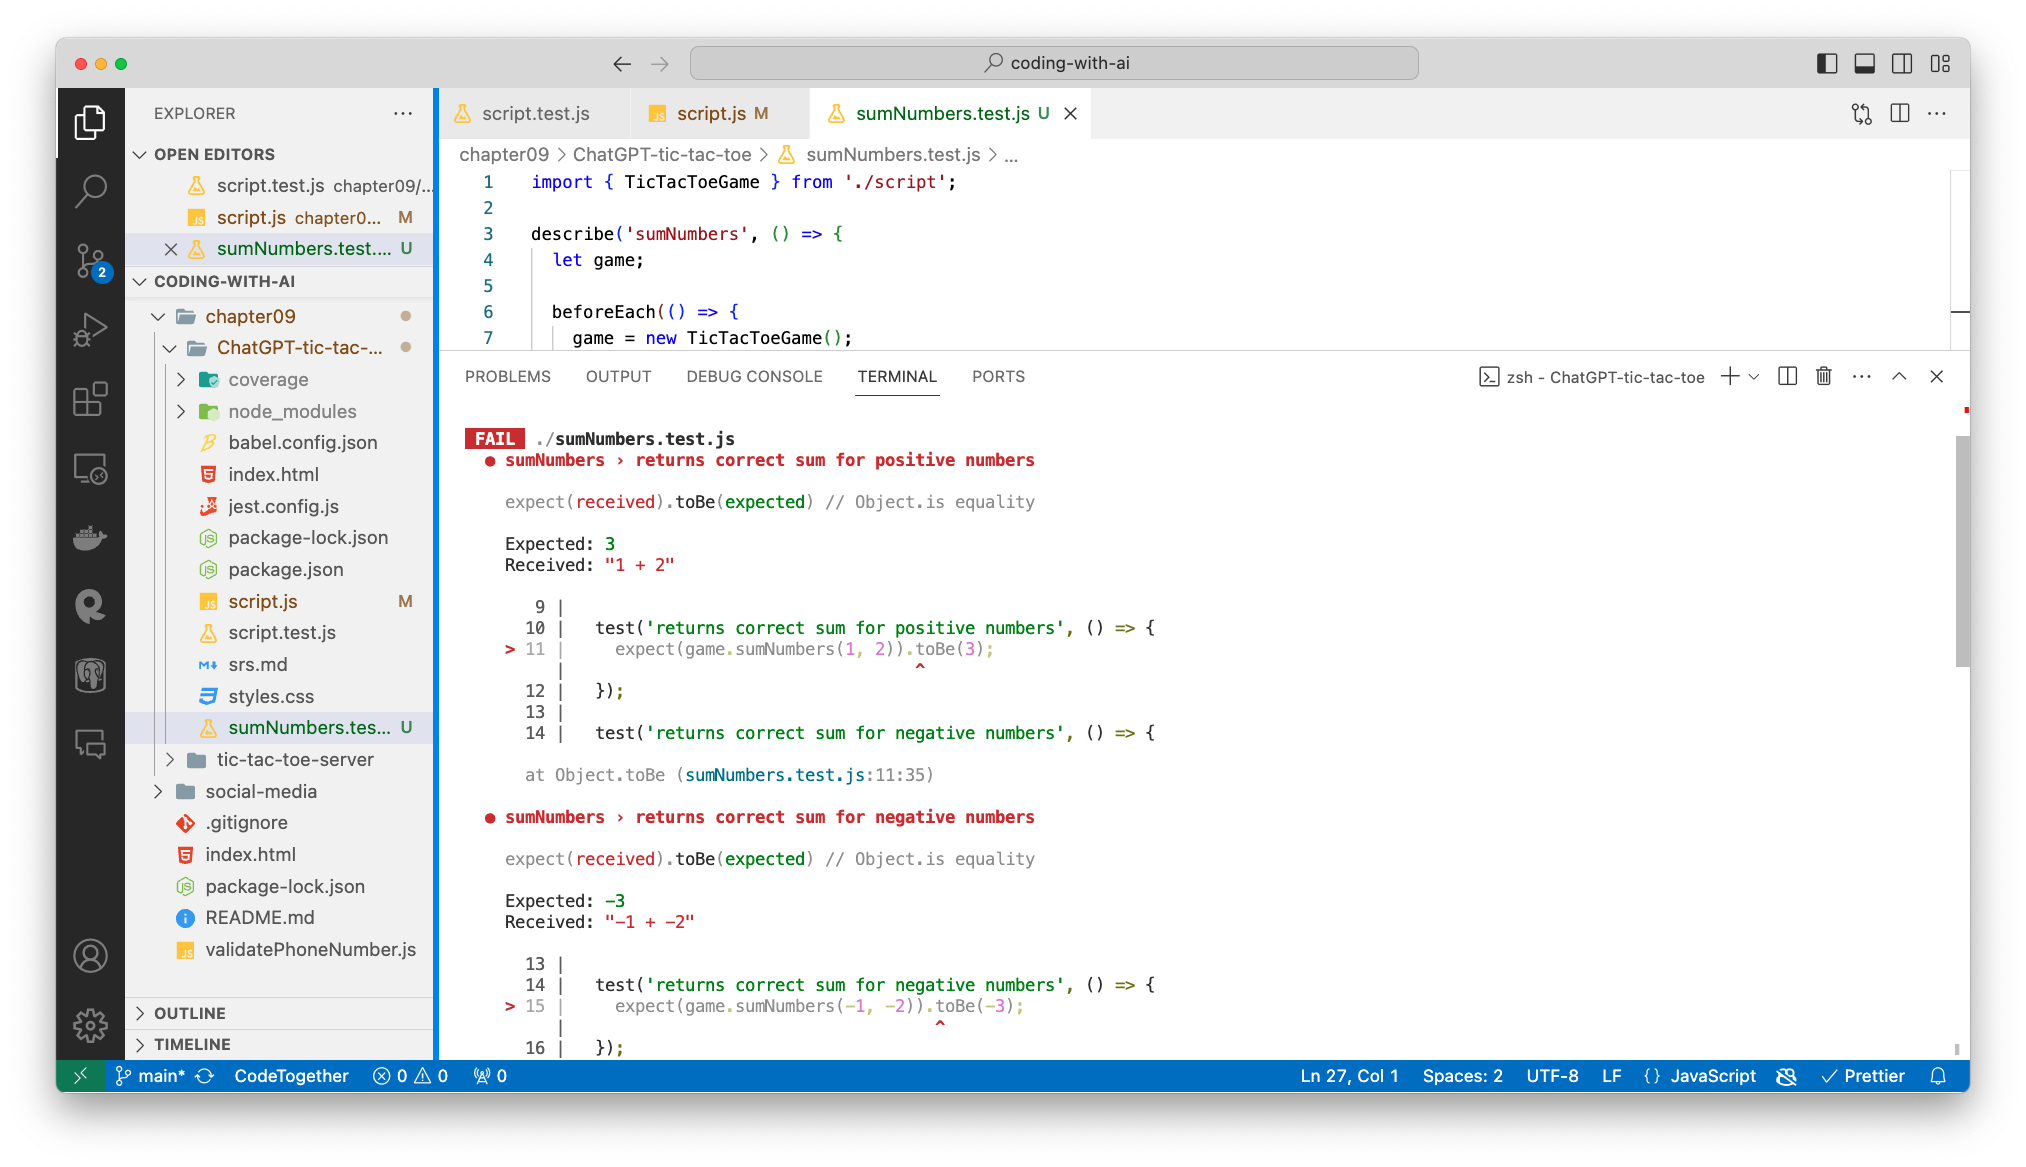 coding-with-ai
EXPLORER
OPEN EDITORS
script.test.js chapter09/...
script.js chapter0... M
sumNumbers.test.... U
CODING-WITH-AI
chapter09
ChatGPT-tic-tac-...
coverage
node_modules
babel.config.json
index.html
jest.config.js
package-lock.json
package.json
script.js M
script.test.js
srs.md
styles.css
sumNumbers.tes... U
tic-tac-toe-server
social-media
.gitignore
index.html
package-lock.json
README.md
validatePhoneNumber.js
OUTLINE
TIMELINE
2
script.test.js
script.js M
sumNumbers.test.js U
chapter09 > ChatGPT-tic-tac-toe > sumNumbers.test.js > ...
1 import { TicTacToeGame } from './script';
2
3 describe('sumNumbers', () => {
4 let game;
5
6 beforeEach(() => {
7 game = new TicTacToeGame();
PROBLEMS OUTPUT DEBUG CONSOLE TERMINAL PORTS
zsh - ChatGPT-tic-tac-toe
FAIL ./sumNumbers.test.js
● sumNumbers › returns correct sum for positive numbers
expect(received).toBe(expected) // Object.is equality
Expected: 3
Received: "1 + 2"
9 |
10 | test('returns correct sum for positive numbers', () => {
> 11 | expect(game.sumNumbers(1, 2)).toBe(3);
| ^
12 | });
13 |
14 | test('returns correct sum for negative numbers', () => {
at Object.toBe (sumNumbers.test.js:11:35)
● sumNumbers › returns correct sum for negative numbers
expect(received).toBe(expected) // Object.is equality
Expected: -3
Received: "-1 + -2"
13 |
14 | test('returns correct sum for negative numbers', () => {
> 15 | expect(game.sumNumbers(-1, -2)).toBe(-3);
| ^
16 | });
main* CodeTogether 0 0 0
Ln 27, Col 1 Spaces: 2 UTF-8 LF {} JavaScript Prettier